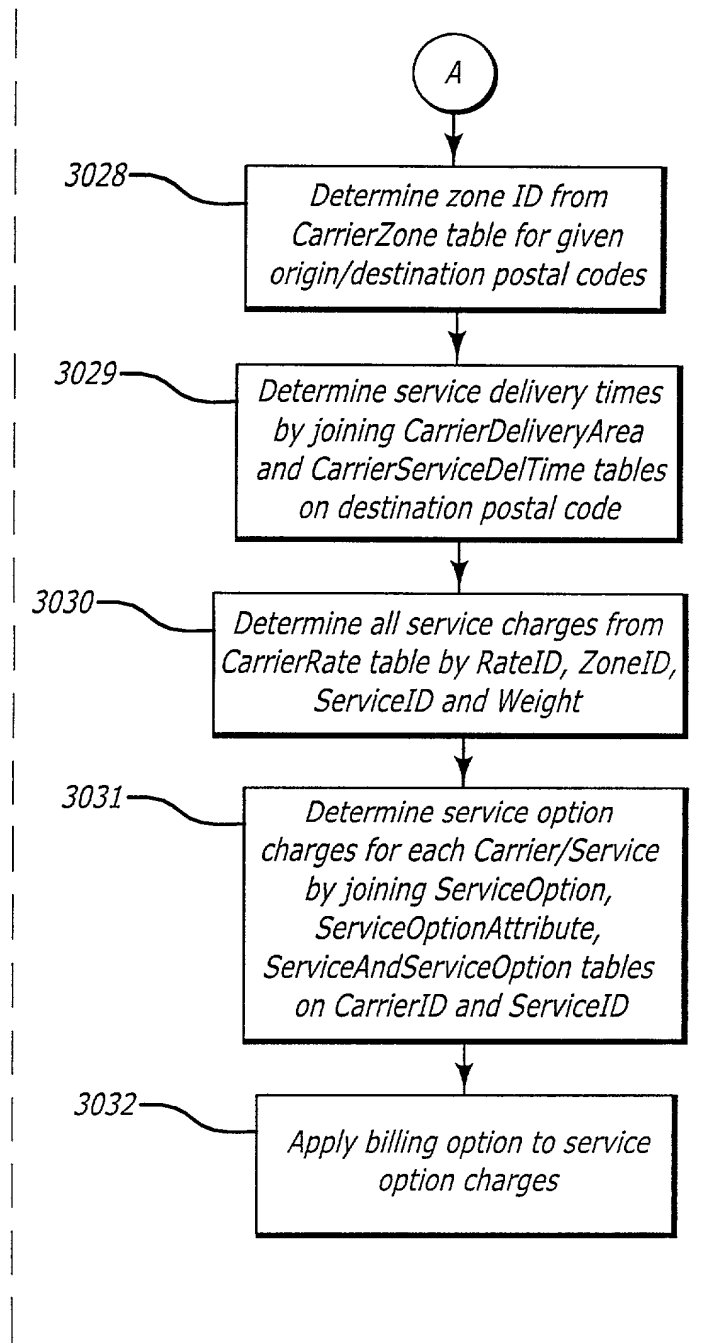 A
3028
Determine zone ID from
CarrierZone table for given
origin/destination postal codes
3029
Determine service delivery times
by joining CarrierDeliveryArea
and CarrierServiceDelTime tables
on destination postal code
3030
Determine all service charges from
CarrierRate table by RateID, ZoneID,
ServiceID and Weight
3031
Determine service option
charges for each Carrier/Service
by joining ServiceOption,
ServiceOptionAttribute,
ServiceAndServiceOption tables
on CarrierID and ServiceID
3032
Apply billing option to service
option charges